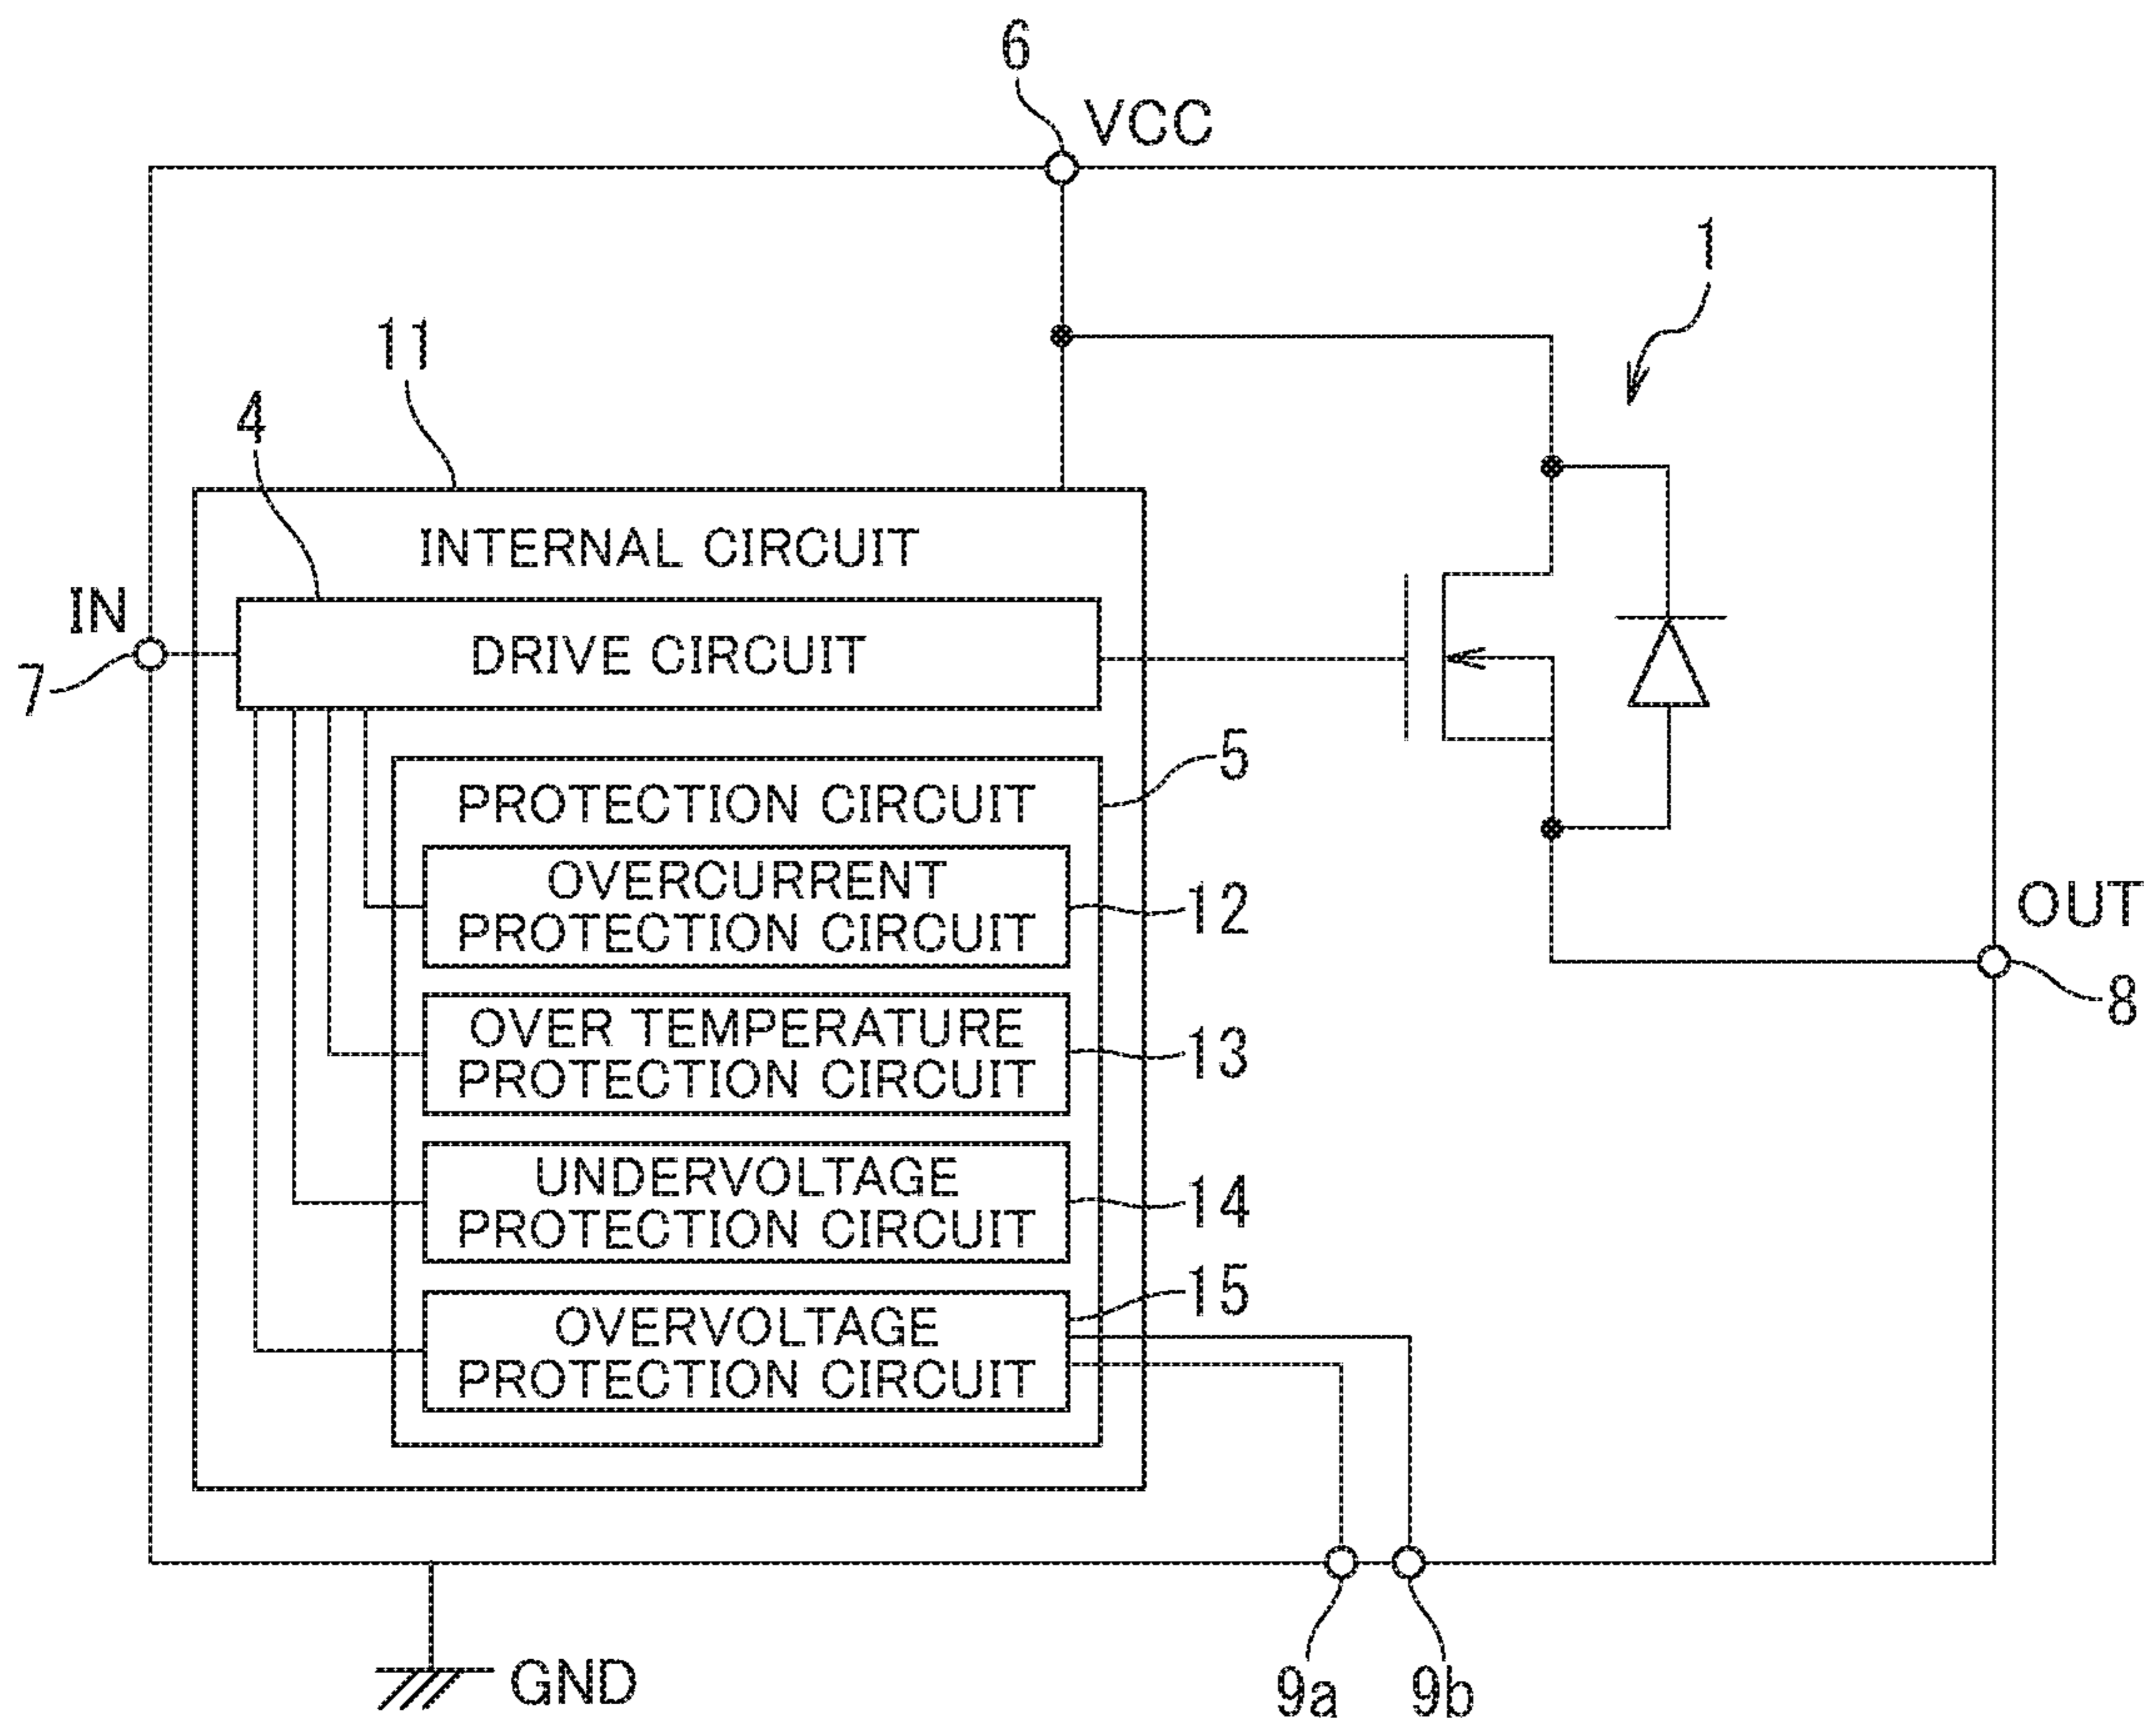 6
VCC
1
11
4
INTERNAL CIRCUIT
IN
DRIVE CIRCUIT
7
5
PROTECTION CIRCUIT
OVERCURRENT
PROTECTION CIRCUIT
12
OUT
OVER TEMPERATURE
PROTECTION CIRCUIT
13
8
UNDERVOLTAGE
PROTECTION CIRCUIT
14
15
OVERVOLTAGE
PROTECTION CIRCUIT
GND
9a
9b